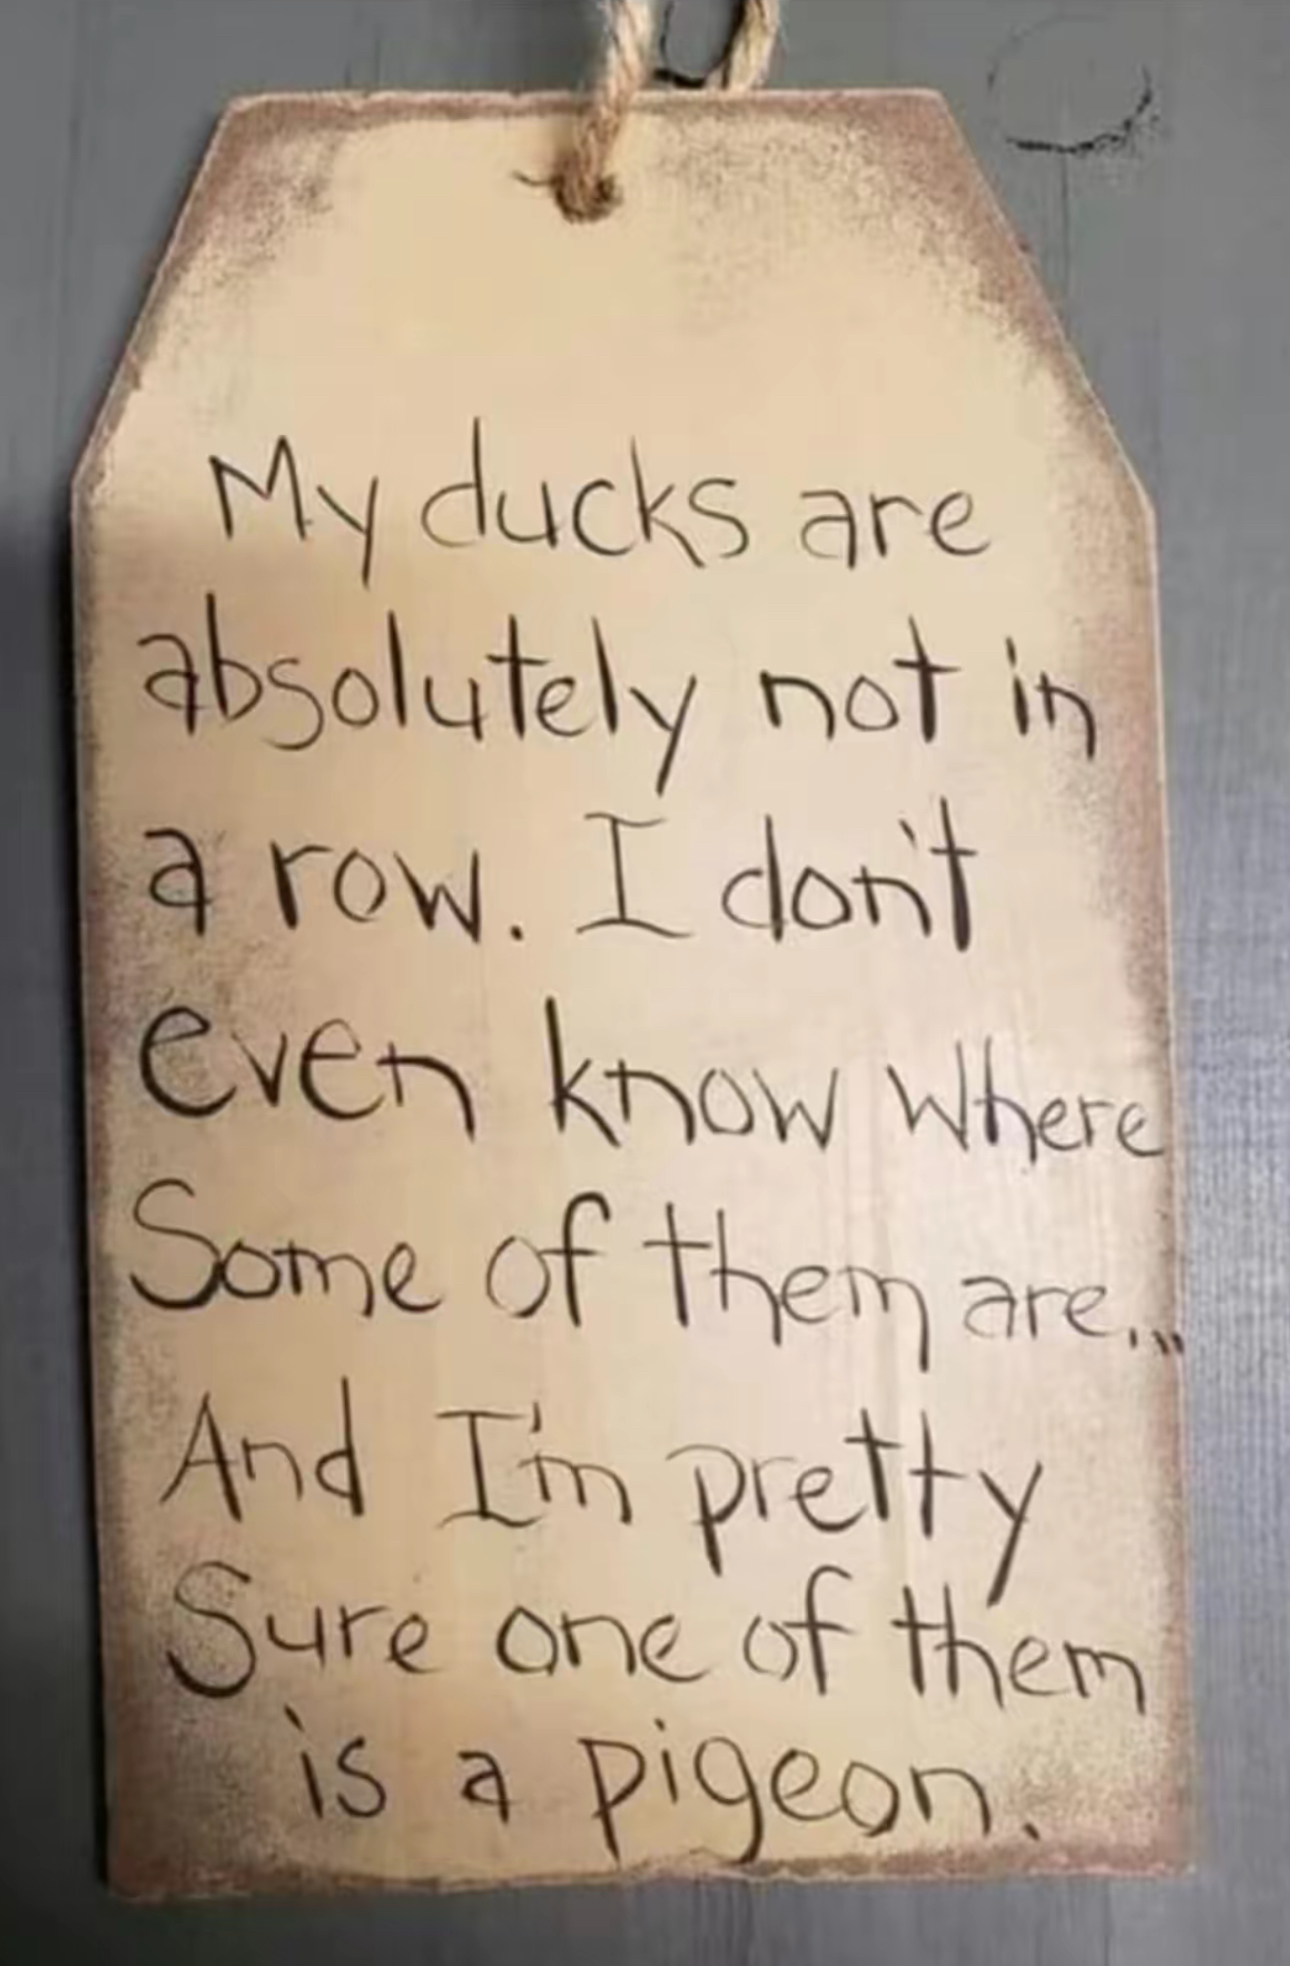 My ducks are
absolutely not in
a row. I don't
even know where
Some of them are...
And I'm pretty
Sure one of them
is a pigeon.